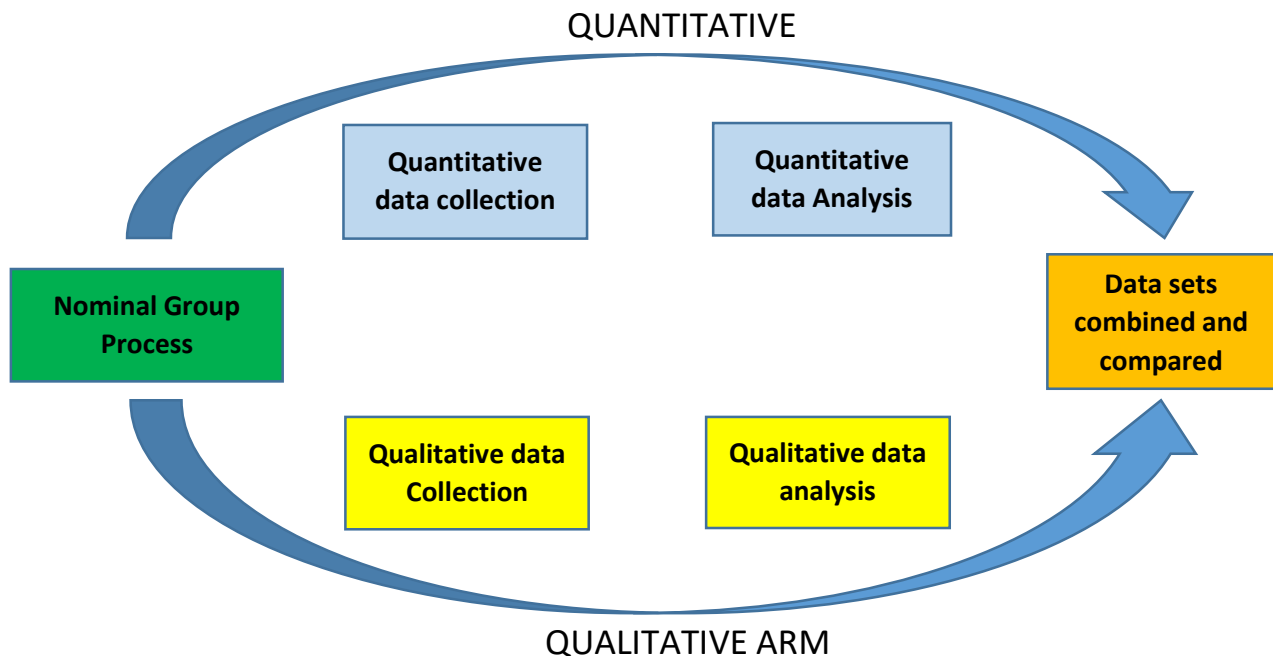 QUANTITATIVE
Quantitative
data collection
Quantitative
data Analysis
Nominal Group
Process
Data sets
combined and
compared
Qualitative data
Collection
Qualitative data
analysis
QUALITATIVE ARM